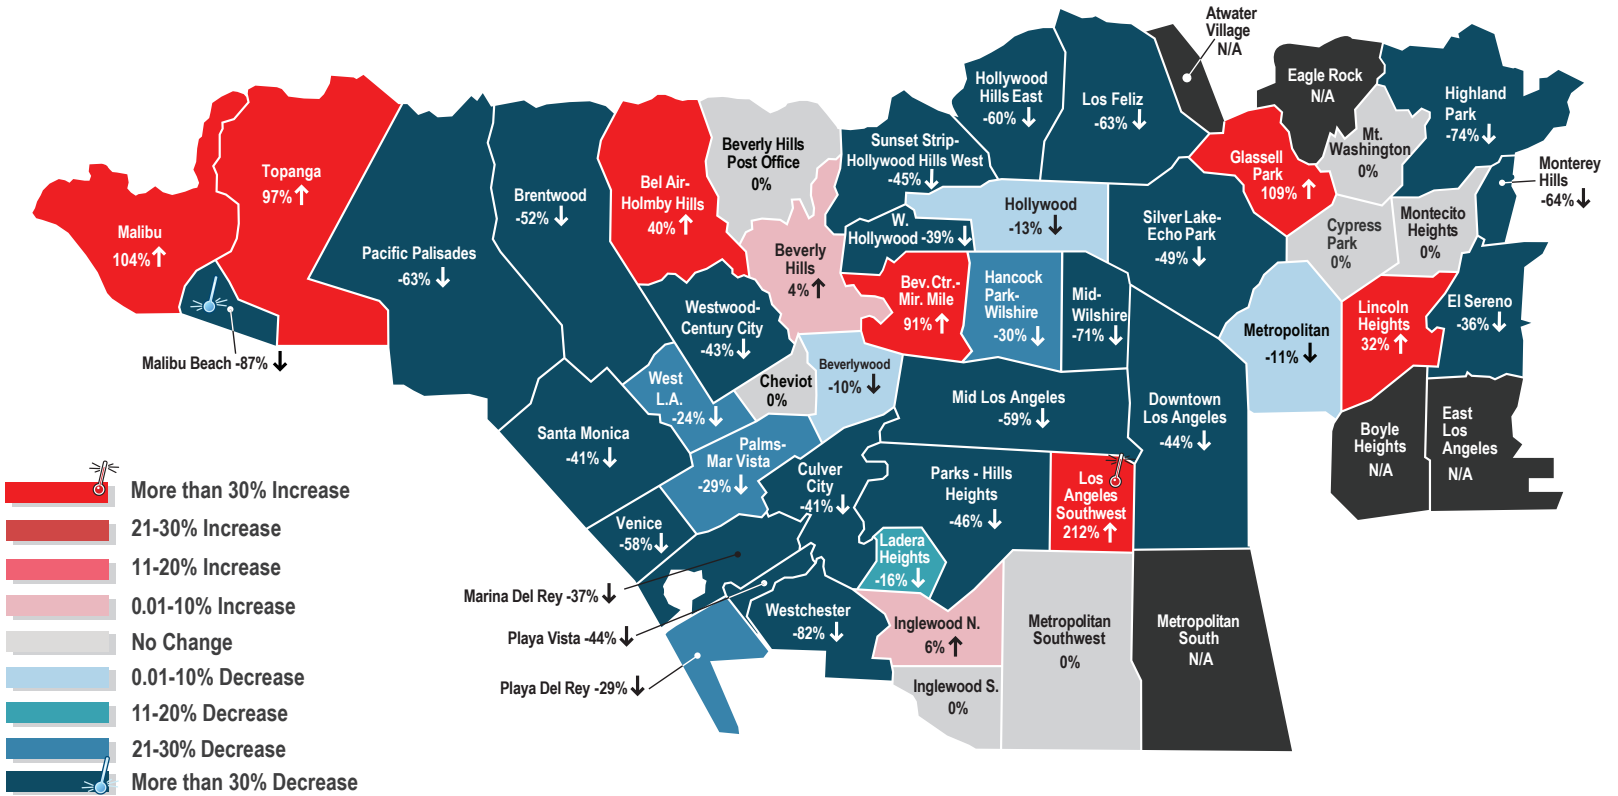 Atwater
Village
N/A
Eagle Rock
N/A
Hollywood
Hills East
-60%
Los Feliz
-63%
Highland
Park
-74%
Mt.
Washington
0%
Beverly Hills
Post Office
0%
Sunset Strip-
Hollywood Hills West
-45%
Glassell
Park
109%
Monterey
Hills
-64%
Topanga
97%
Brentwood
-52%
Bel Air-
Holmby Hills
40%
Malibu
104%
Pacific Palisades
-63%
Beverly
Hills
4%
W.
Hollywood -39%
Hollywood
-13%
Silver Lake-
Echo Park
-49%
Cypress
Park
0%
Montecito
Heights
0%
Westwood-
Century City
-43%
Bev. Ctr.-
Mir. Mile
91%
Hancock
Park-
Wilshire
-30%
Mid-
Wilshire
-71%
Metropolitan
-11%
Lincoln
Heights
32%
El Sereno
-36%
Malibu Beach -87%
West
L.A.
-24%
Cheviot
0%
Beverlywood
-10%
Mid Los Angeles
-59%
Downtown
Los Angeles
-44%
Boyle
Heights
N/A
East
Los
Angeles
N/A
Santa Monica
-41%
Palms-
Mar Vista
-29%
Culver
City
-41%
Parks - Hills
Heights
-46%
Los
Angeles
Southwest
212%
Venice
-58%
Ladera
Heights
-16%
Marina Del Rey -37%
Playa Vista -44%
Playa Del Rey -29%
Westchester
-82%
Inglewood N.
6%
Metropolitan
Southwest
0%
Metropolitan
South
N/A
Inglewood S.
0%
More than 30% Increase
21-30% Increase
11-20% Increase
0.01-10% Increase
No Change
0.01-10% Decrease
11-20% Decrease
21-30% Decrease
More than 30% Decrease